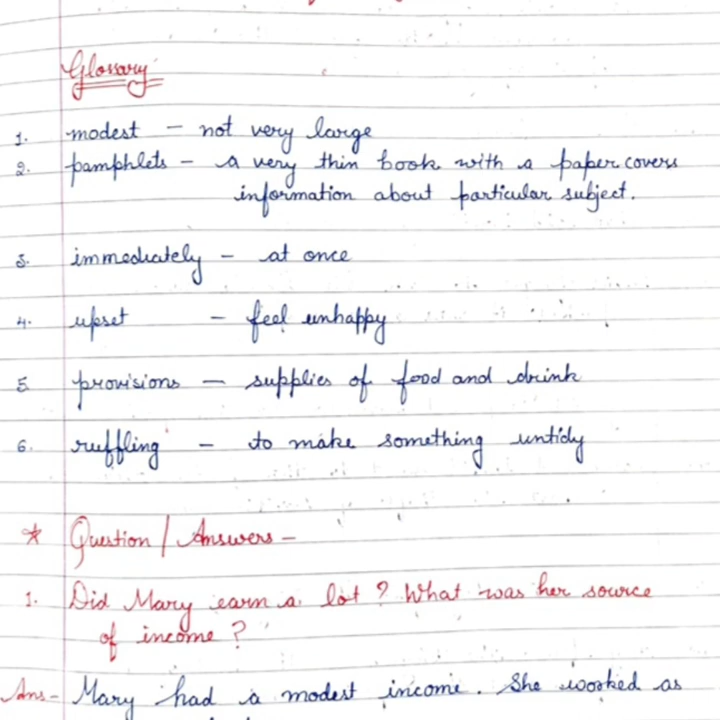 Glossary
1. modest - not very large
2. pamphlets - a very thin book with a paper covers
information about particular subject.
3. immediately - at once
4. upset - feel unhappy
5. provisions - supplies of food and drink
6. ruffling - to make something untidy
* Question / Answers -
1. Did Mary earn a lot ? What was her source
of income ?
Ans - Mary had a modest income. She worked as